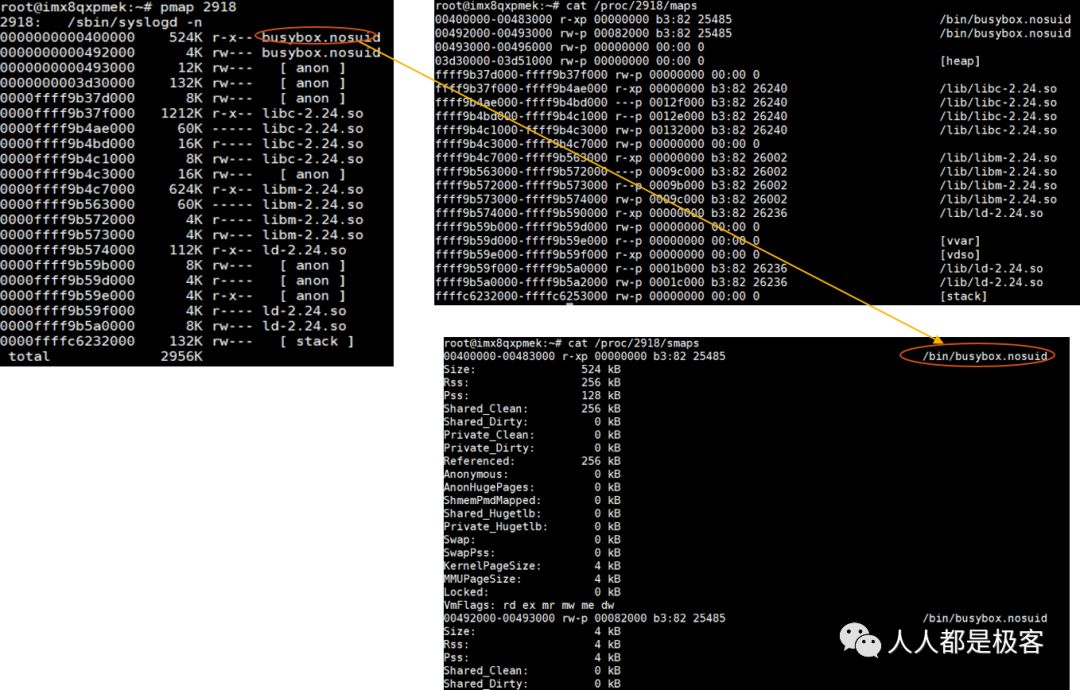 root@imx8qxpmek:~# pmap 2918
2918:   /sbin/syslogd -n
0000000000400000    524K r-x-- busybox.nosuid
0000000000492000      4K rw--- busybox.nosuid
0000000000493000     12K rw---   [ anon ]
0000000003d30000    132K rw---   [ anon ]
0000ffff9b37d000      8K rw---   [ anon ]
0000ffff9b37f000   1212K r-x-- libc-2.24.so
0000ffff9b4ae000     60K ----- libc-2.24.so
0000ffff9b4bd000     16K r---- libc-2.24.so
0000ffff9b4c1000      8K rw--- libc-2.24.so
0000ffff9b4c3000     16K rw---   [ anon ]
0000ffff9b4c7000    624K r-x-- libm-2.24.so
0000ffff9b563000     60K ----- libm-2.24.so
0000ffff9b572000      4K r---- libm-2.24.so
0000ffff9b573000      4K rw--- libm-2.24.so
0000ffff9b574000    112K r-x-- ld-2.24.so
0000ffff9b59b000      8K rw---   [ anon ]
0000ffff9b59d000      4K r----   [ anon ]
0000ffff9b59e000      4K r-x--   [ anon ]
0000ffff9b59f000      4K r---- ld-2.24.so
0000ffff9b5a0000      8K rw--- ld-2.24.so
0000ffffc6232000    132K rw---   [ stack ]
 total             2956K
root@imx8qxpmek:~# cat /proc/2918/maps
00400000-00483000 r-xp 00000000 b3:82 25485 /bin/busybox.nosuid
00492000-00493000 rw-p 00082000 b3:82 25485 /bin/busybox.nosuid
00493000-00496000 rw-p 00000000 00:00 0
03d30000-03d51000 rw-p 00000000 00:00 0 [heap]
ffff9b37d000-ffff9b37f000 rw-p 00000000 00:00 0
ffff9b37f000-ffff9b4ae000 r-xp 00000000 b3:82 26240 /lib/libc-2.24.so
ffff9b4ae000-ffff9b4bd000 ---p 0012f000 b3:82 26240 /lib/libc-2.24.so
ffff9b4bd000-ffff9b4c1000 r--p 0012e000 b3:82 26240 /lib/libc-2.24.so
ffff9b4c1000-ffff9b4c3000 rw-p 00132000 b3:82 26240 /lib/libc-2.24.so
ffff9b4c3000-ffff9b4c7000 rw-p 00000000 00:00 0
ffff9b4c7000-ffff9b563000 r-xp 00000000 b3:82 26002 /lib/libm-2.24.so
ffff9b563000-ffff9b572000 ---p 0009c000 b3:82 26002 /lib/libm-2.24.so
ffff9b572000-ffff9b573000 r--p 0009b000 b3:82 26002 /lib/libm-2.24.so
ffff9b573000-ffff9b574000 rw-p 0009c000 b3:82 26002 /lib/libm-2.24.so
ffff9b574000-ffff9b590000 r-xp 00000000 b3:82 26236 /lib/ld-2.24.so
ffff9b59b000-ffff9b59d000 rw-p 00000000 00:00 0
ffff9b59d000-ffff9b59e000 r--p 00000000 00:00 0 [vvar]
ffff9b59e000-ffff9b59f000 r-xp 00000000 00:00 0 [vdso]
ffff9b59f000-ffff9b5a0000 r--p 0001b000 b3:82 26236 /lib/ld-2.24.so
ffff9b5a0000-ffff9b5a2000 rw-p 0001c000 b3:82 26236 /lib/ld-2.24.so
ffffc6232000-ffffc6253000 rw-p 00000000 00:00 0 [stack]
root@imx8qxpmek:~# cat /proc/2918/smaps
00400000-00483000 r-xp 00000000 b3:82 25485 /bin/busybox.nosuid
Size:                524 kB
Rss:                 256 kB
Pss:                 128 kB
Shared_Clean:        256 kB
Shared_Dirty:          0 kB
Private_Clean:         0 kB
Private_Dirty:         0 kB
Referenced:          256 kB
Anonymous:             0 kB
AnonHugePages:         0 kB
ShmemPmdMapped:        0 kB
Shared_Hugetlb:        0 kB
Private_Hugetlb:       0 kB
Swap:                  0 kB
SwapPss:               0 kB
KernelPageSize:        4 kB
MMUPageSize:           4 kB
Locked:                0 kB
VmFlags: rd ex mr mw me dw
00492000-00493000 rw-p 00082000 b3:82 25485 /bin/busybox.nosuid
Size:                  4 kB
Rss:                   4 kB
Pss:                   4 kB
Shared_Clean:          0 kB
Shared_Dirty:          0 kB
人人都是极客